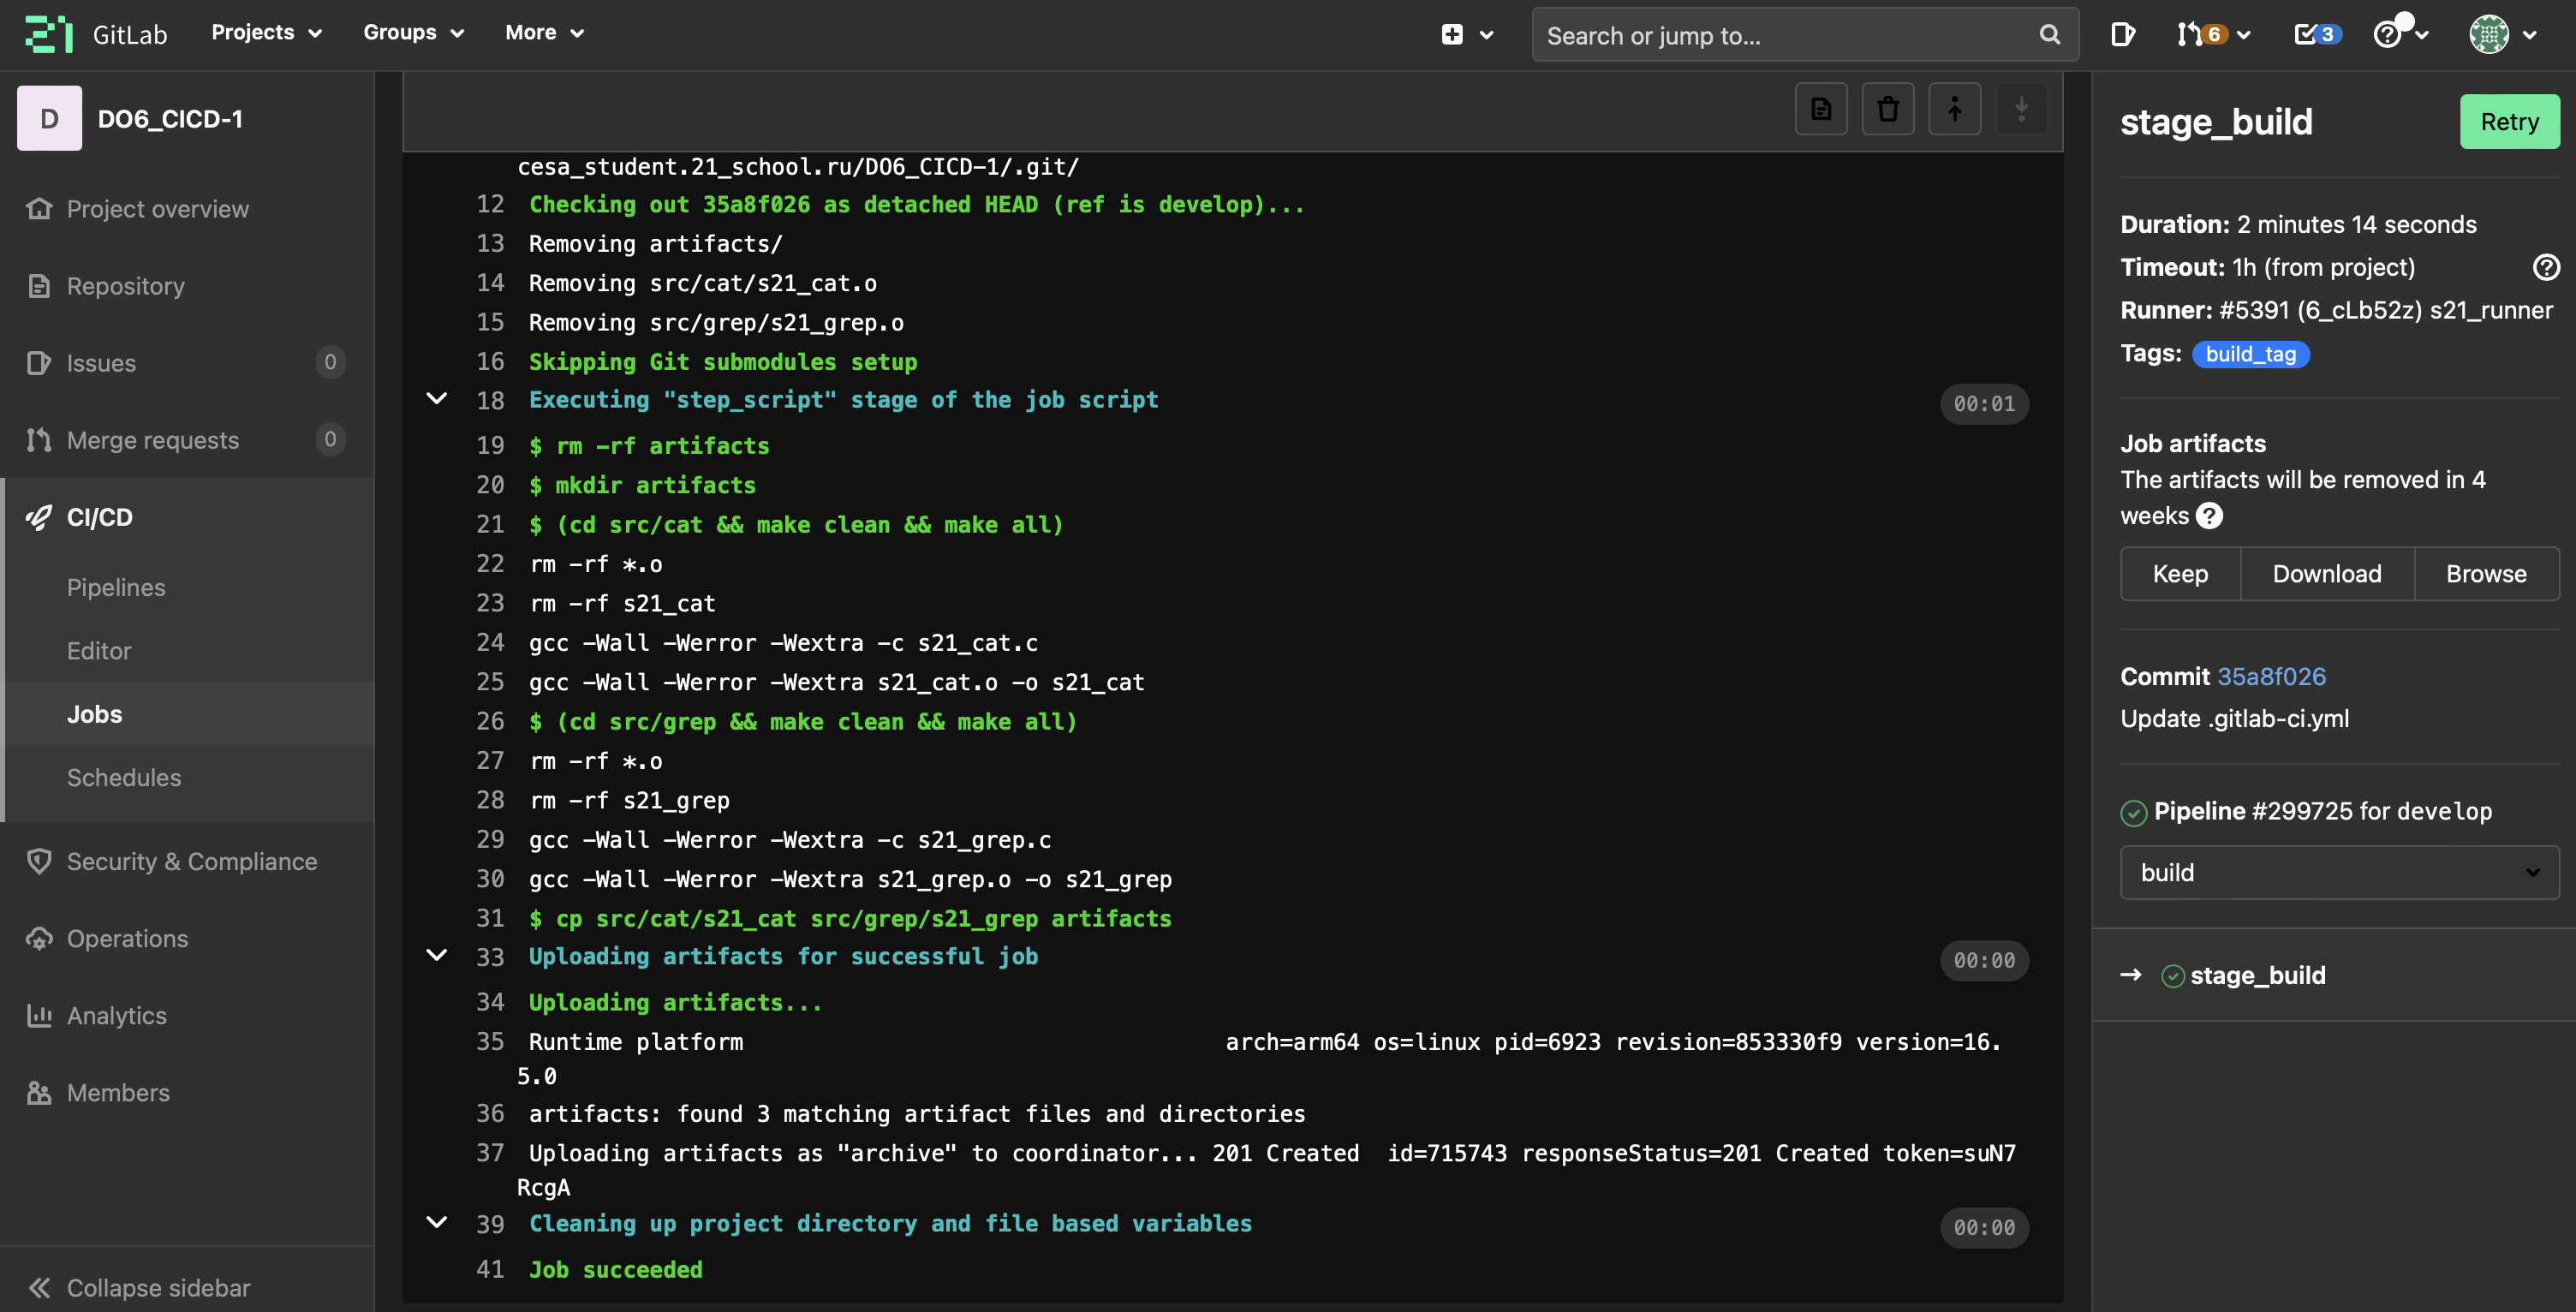 GitLab
Projects
Groups
More
Search or jump to...
6
3
D
DO6_CICD-1
Project overview
Repository
Issues
0
Merge requests
0
CI/CD
Pipelines
Editor
Jobs
Schedules
Security & Compliance
Operations
Analytics
Members
Collapse sidebar
cesa_student.21_school.ru/DO6_CICD-1/.git/
12 Checking out 35a8f026 as detached HEAD (ref is develop)...
13 Removing artifacts/
14 Removing src/cat/s21_cat.o
15 Removing src/grep/s21_grep.o
16 Skipping Git submodules setup
18 Executing "step_script" stage of the job script 00:01
19 $ rm -rf artifacts
20 $ mkdir artifacts
21 $ (cd src/cat && make clean && make all)
22 rm -rf *.o
23 rm -rf s21_cat
24 gcc -Wall -Werror -Wextra -c s21_cat.c
25 gcc -Wall -Werror -Wextra s21_cat.o -o s21_cat
26 $ (cd src/grep && make clean && make all)
27 rm -rf *.o
28 rm -rf s21_grep
29 gcc -Wall -Werror -Wextra -c s21_grep.c
30 gcc -Wall -Werror -Wextra s21_grep.o -o s21_grep
31 $ cp src/cat/s21_cat src/grep/s21_grep artifacts
33 Uploading artifacts for successful job 00:00
34 Uploading artifacts...
35 Runtime platform arch=arm64 os=linux pid=6923 revision=853330f9 version=16.
5.0
36 artifacts: found 3 matching artifact files and directories
37 Uploading artifacts as "archive" to coordinator... 201 Created id=715743 responseStatus=201 Created token=suN7
RcgA
39 Cleaning up project directory and file based variables 00:00
41 Job succeeded
stage_build
Retry
Duration: 2 minutes 14 seconds
Timeout: 1h (from project)
Runner: #5391 (6_cLb52z) s21_runner
Tags: build_tag
Job artifacts
The artifacts will be removed in 4
weeks
Keep
Download
Browse
Commit 35a8f026
Update .gitlab-ci.yml
Pipeline #299725 for develop
build
→ stage_build